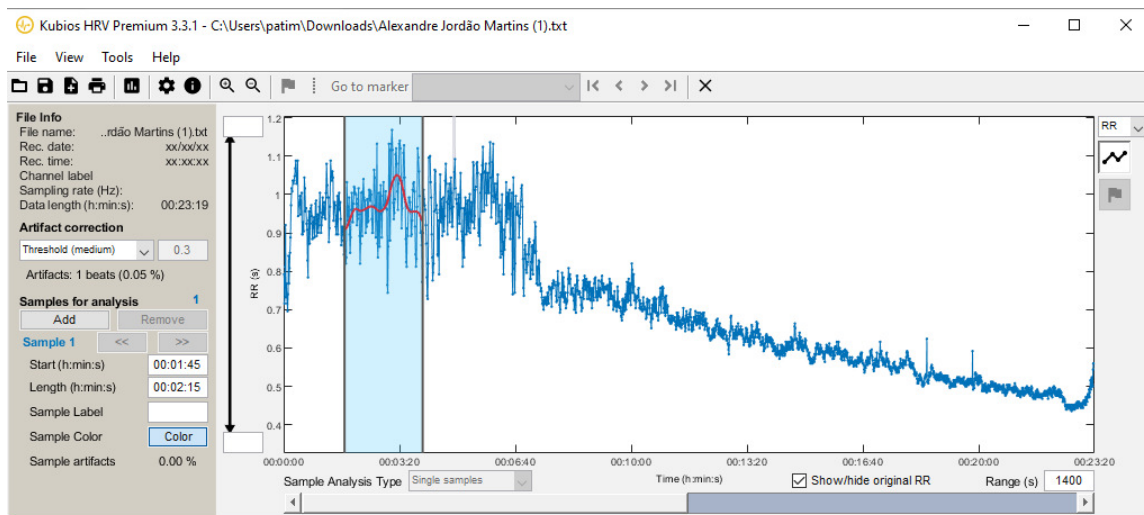 Kubios HRV Premium 3.3.1 - C:\Users\patim\Downloads\Alexandre Jordão Martins (1).txt
File View Tools Help
Go to marker
File Info
File name: ..rdão Martins (1).txt
Rec. date: xx/xx/xx
Rec. time: xx:xx:xx
Channel label
Sampling rate (Hz):
Data length (h:min:s): 00:23:19
Artifact correction
Threshold (medium) 0.3
Artifacts: 1 beats (0.05 %)
Samples for analysis 1
Add Remove
Sample 1 << >>
Start (h:min:s) 00:01:45
Length (h:min:s) 00:02:15
Sample Label
Sample Color Color
Sample artifacts 0.00 %
RR
RR (s)
1.2
1.1
1
0.9
0.8
0.7
0.6
0.5
0.4
00:00:00 00:03:20 00:06:40 00:10:00 00:13:20 00:16:40 00:20:00 00:23:20
Sample Analysis Type Single samples Time (h:min:s) Show/hide original RR Range (s) 1400